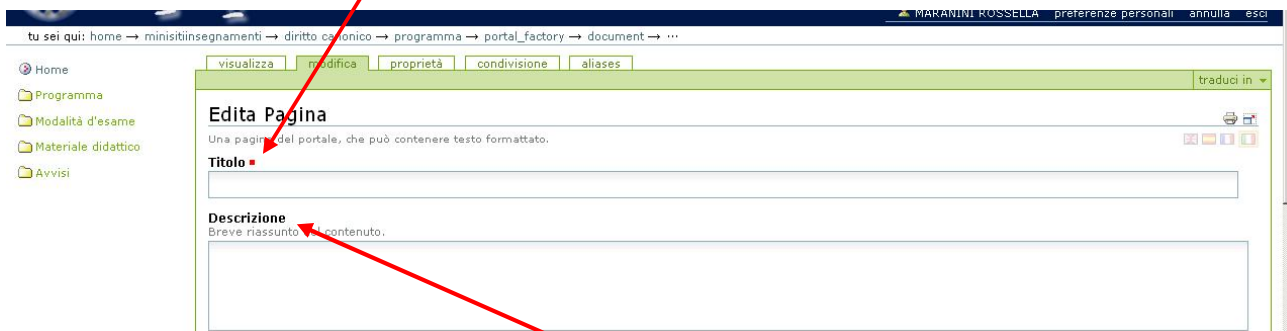 MARANINI ROSSELLA preferenze personali annulla esci
tu sei qui: home → minisitiinsegnamenti → diritto canonico → programma → portal_factory → document → ...
Home
Programma
Modalità d'esame
Materiale didattico
Avvisi
visualizza modifica proprietà condivisione aliases
traduci in
Edita Pagina
Una pagina del portale, che può contenere testo formattato.
Titolo
Descrizione
Breve riassunto del contenuto.